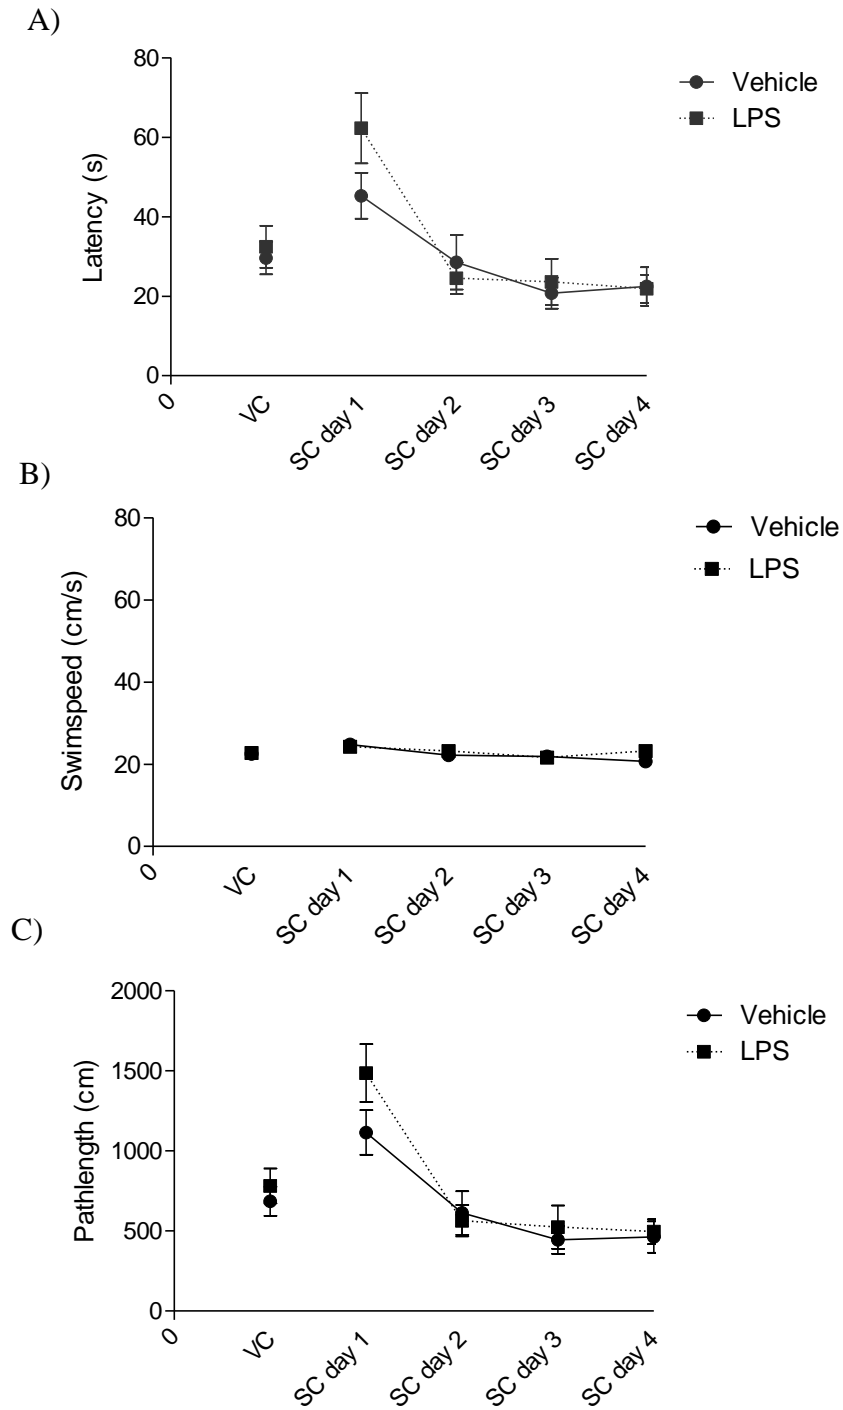 A)
80
60
40
20
0
Latency (s)
0
VC
SC day 1
SC day 2
SC day 3
SC day 4
Vehicle
LPS
B)
80
60
40
20
0
Swimspeed (cm/s)
0
VC
SC day 1
SC day 2
SC day 3
SC day 4
Vehicle
LPS
C)
2000
1500
1000
500
0
Pathlength (cm)
0
VC
SC day 1
SC day 2
SC day 3
SC day 4
Vehicle
LPS